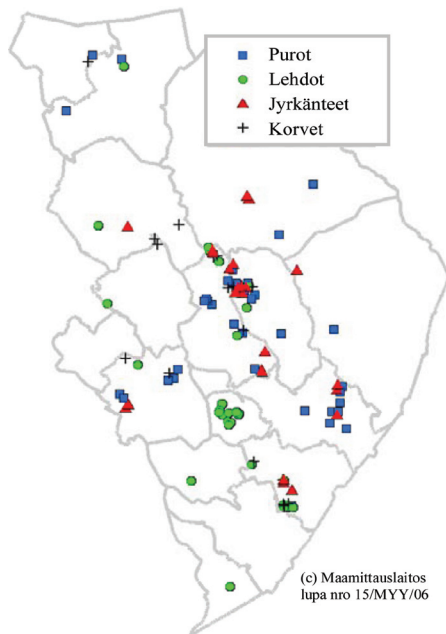 Purot
Lehdot
Jyrkänteet
Korvet
(c) Maamittauslaitos
lupa nro 15/MYY/06